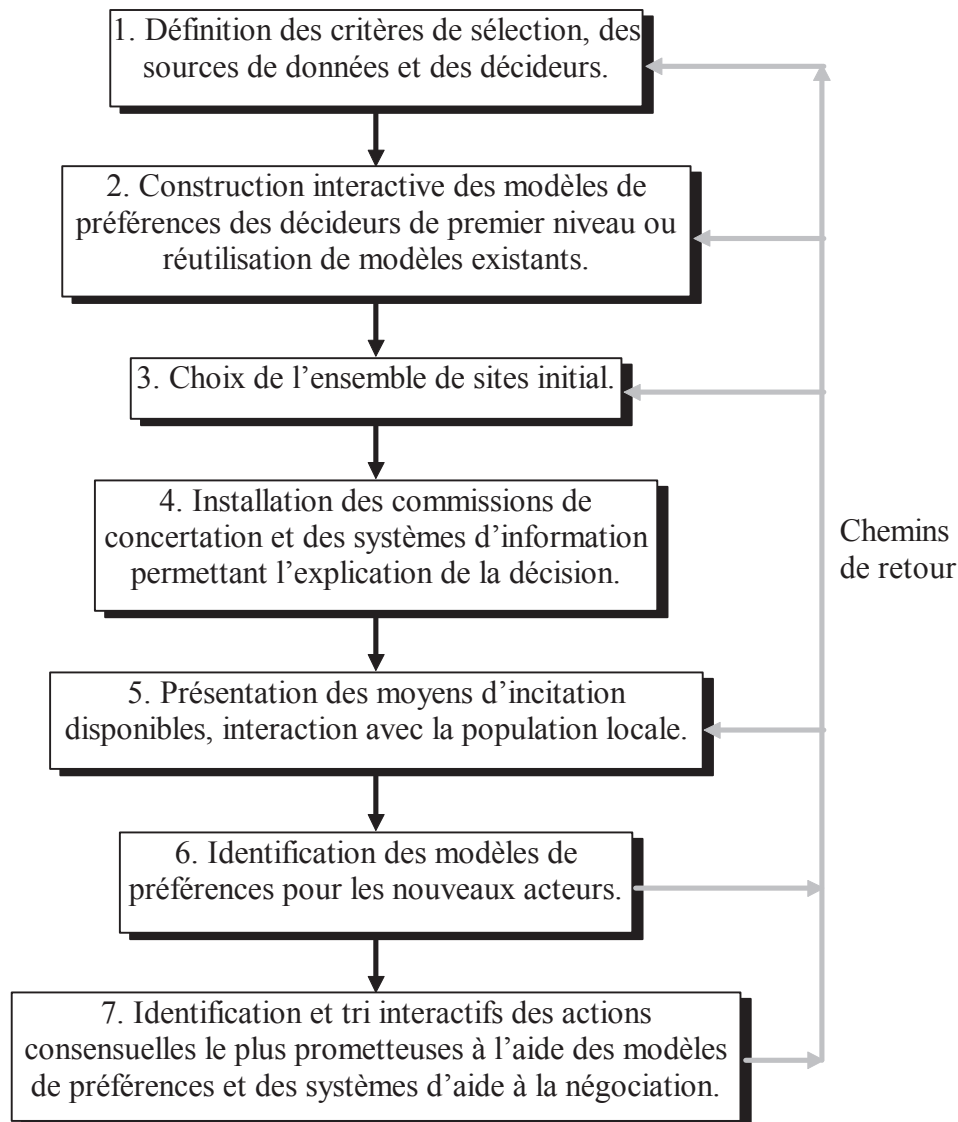 1. Définition des critères de sélection, des
sources de données et des décideurs.
2. Construction interactive des modèles de
préférences des décideurs de premier niveau ou
réutilisation de modèles existants.
3. Choix de l’ensemble de sites initial.
4. Installation des commissions de
concertation et des systèmes d’information
permettant l’explication de la décision.
Chemins
de retour
5. Présentation des moyens d’incitation
disponibles, interaction avec la population locale.
6. Identification des modèles de
préférences pour les nouveaux acteurs.
7. Identification et tri interactifs des actions
consensuelles le plus prometteuses à l’aide des modèles
de préférences et des systèmes d’aide à la négociation.